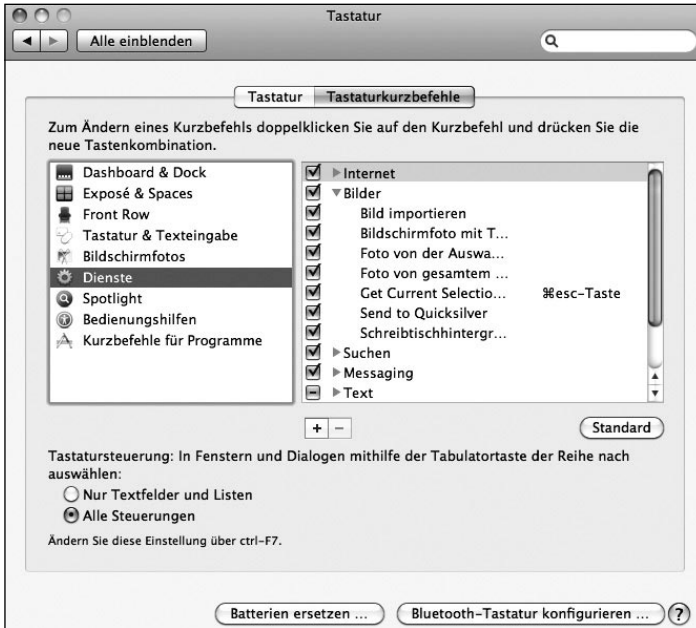 Tastatur
Alle einblenden
Tastatur Tastaturkurzbefehle
Zum Ändern eines Kurzbefehls doppelklicken Sie auf den Kurzbefehl und drücken Sie die
neue Tastenkombination.
Dashboard & Dock
Exposé & Spaces
Front Row
Tastatur & Texteingabe
Bildschirmfotos
Dienste
Spotlight
Bedienungshilfen
Kurzbefehle für Programme
Internet
Bilder
Bild importieren
Bildschirmfoto mit T...
Foto von der Auswa...
Foto von gesamtem ...
Get Current Selectio... ⌘esc-Taste
Send to Quicksilver
Schreibtischhintergr...
Suchen
Messaging
Text
+ −
Standard
Tastatursteuerung: In Fenstern und Dialogen mithilfe der Tabulatortaste der Reihe nach
auswählen:
Nur Textfelder und Listen
Alle Steuerungen
Ändern Sie diese Einstellung über ctrl-F7.
Batterien ersetzen ... Bluetooth-Tastatur konfigurieren ... ?